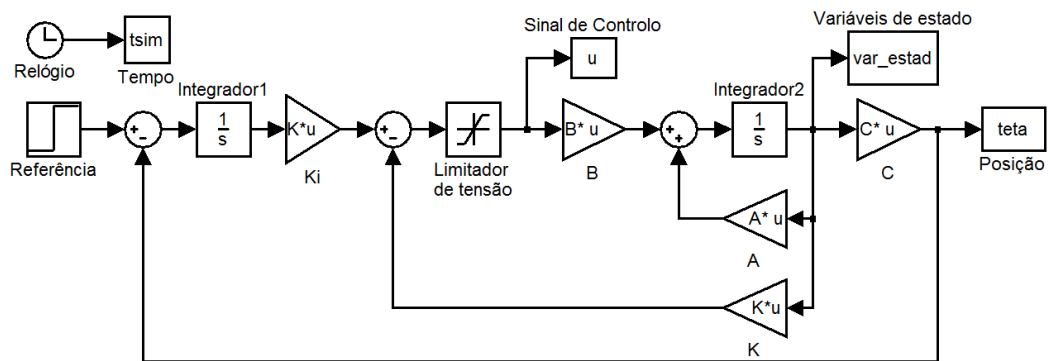 Relógio
tsim
Tempo
Sinal de Controlo
u
Variáveis de estado
var_estad
Referência
+
-
Integrador1
1
s
K*u
Ki
+
-
Limitador
de tensão
B* u
B
+
+
Integrador2
1
s
C* u
C
teta
Posição
A* u
A
K*u
K